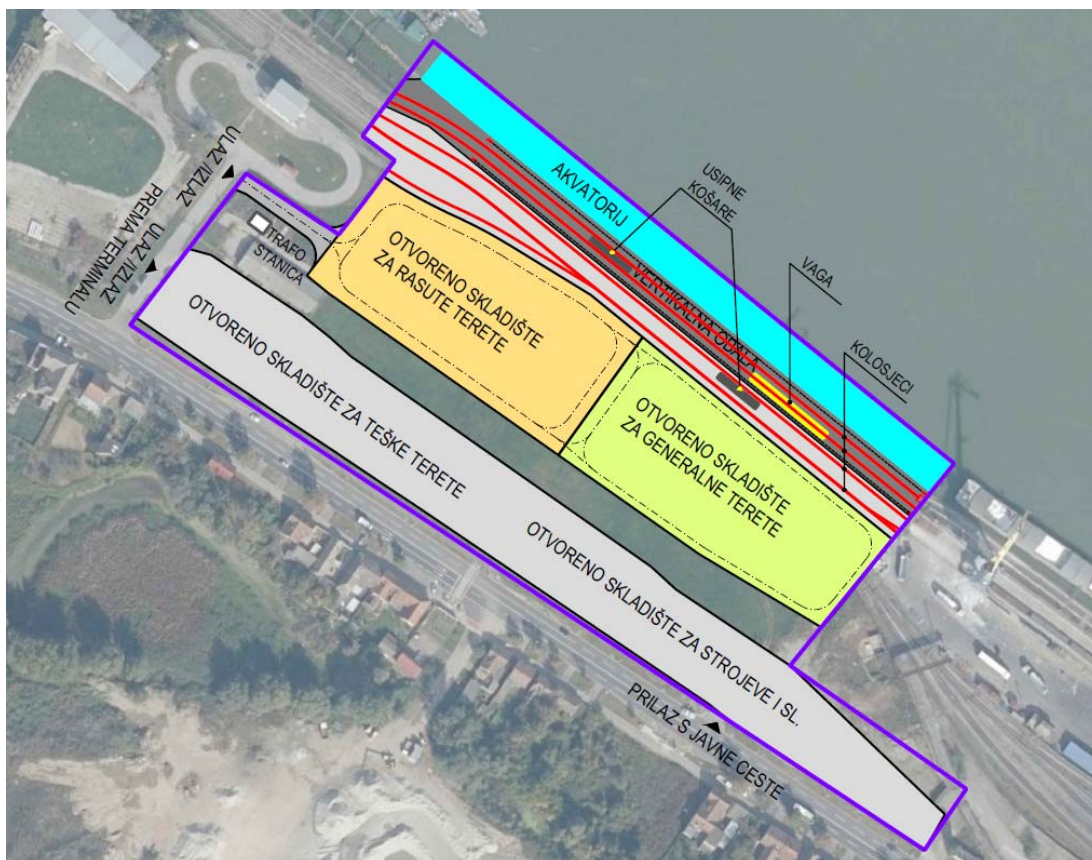 ULAZ /IZLAZ
ULAZ /IZLAZ
PREMA TERMINALU
TRAFO
STANICA
AKVATORIJ
USIPNE
KOŠARE
VERTIKALNA OBALA
VAGA
KOLOSJECI
OTVORENO SKLADIŠTE
ZA RASUTE TERETE
OTVORENO SKLADIŠTE
ZA GENERALNE TERETE
OTVORENO SKLADIŠTE ZA TEŠKE TERETE
OTVORENO SKLADIŠTE ZA STROJEVE I SL.
PRILAZ S JAVNE CESTE